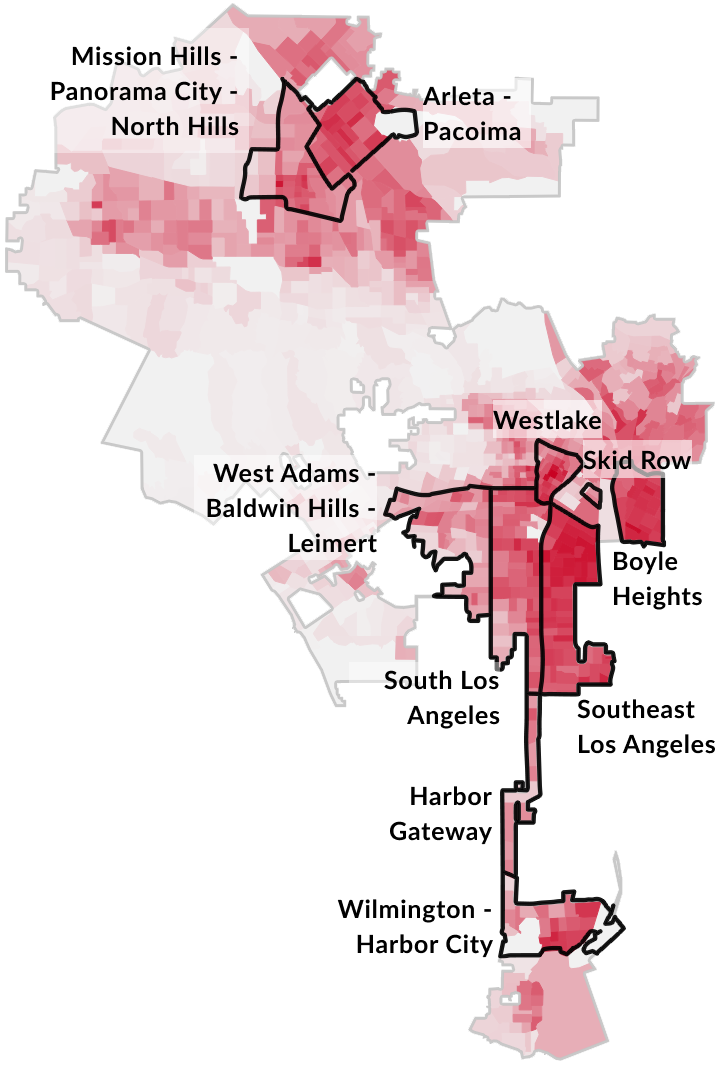 Mission Hills -
Panorama City -
North Hills
Arleta -
Pacoima
Westlake
Skid Row
West Adams -
Baldwin Hills -
Leimert
Boyle
Heights
South Los
Angeles
Southeast
Los Angeles
Harbor
Gateway
Wilmington -
Harbor City